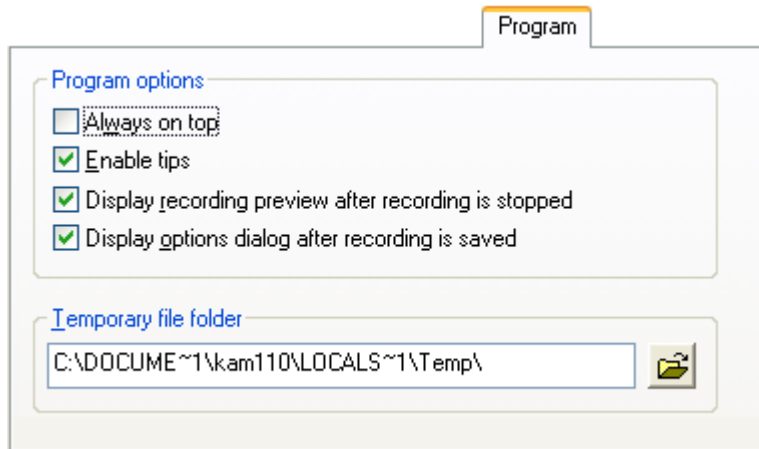 Program
Program options
Always on top
Enable tips
Display recording preview after recording is stopped
Display options dialog after recording is saved
Temporary file folder
C:\DOCUME~1\kam110\LOCALS~1\Temp\